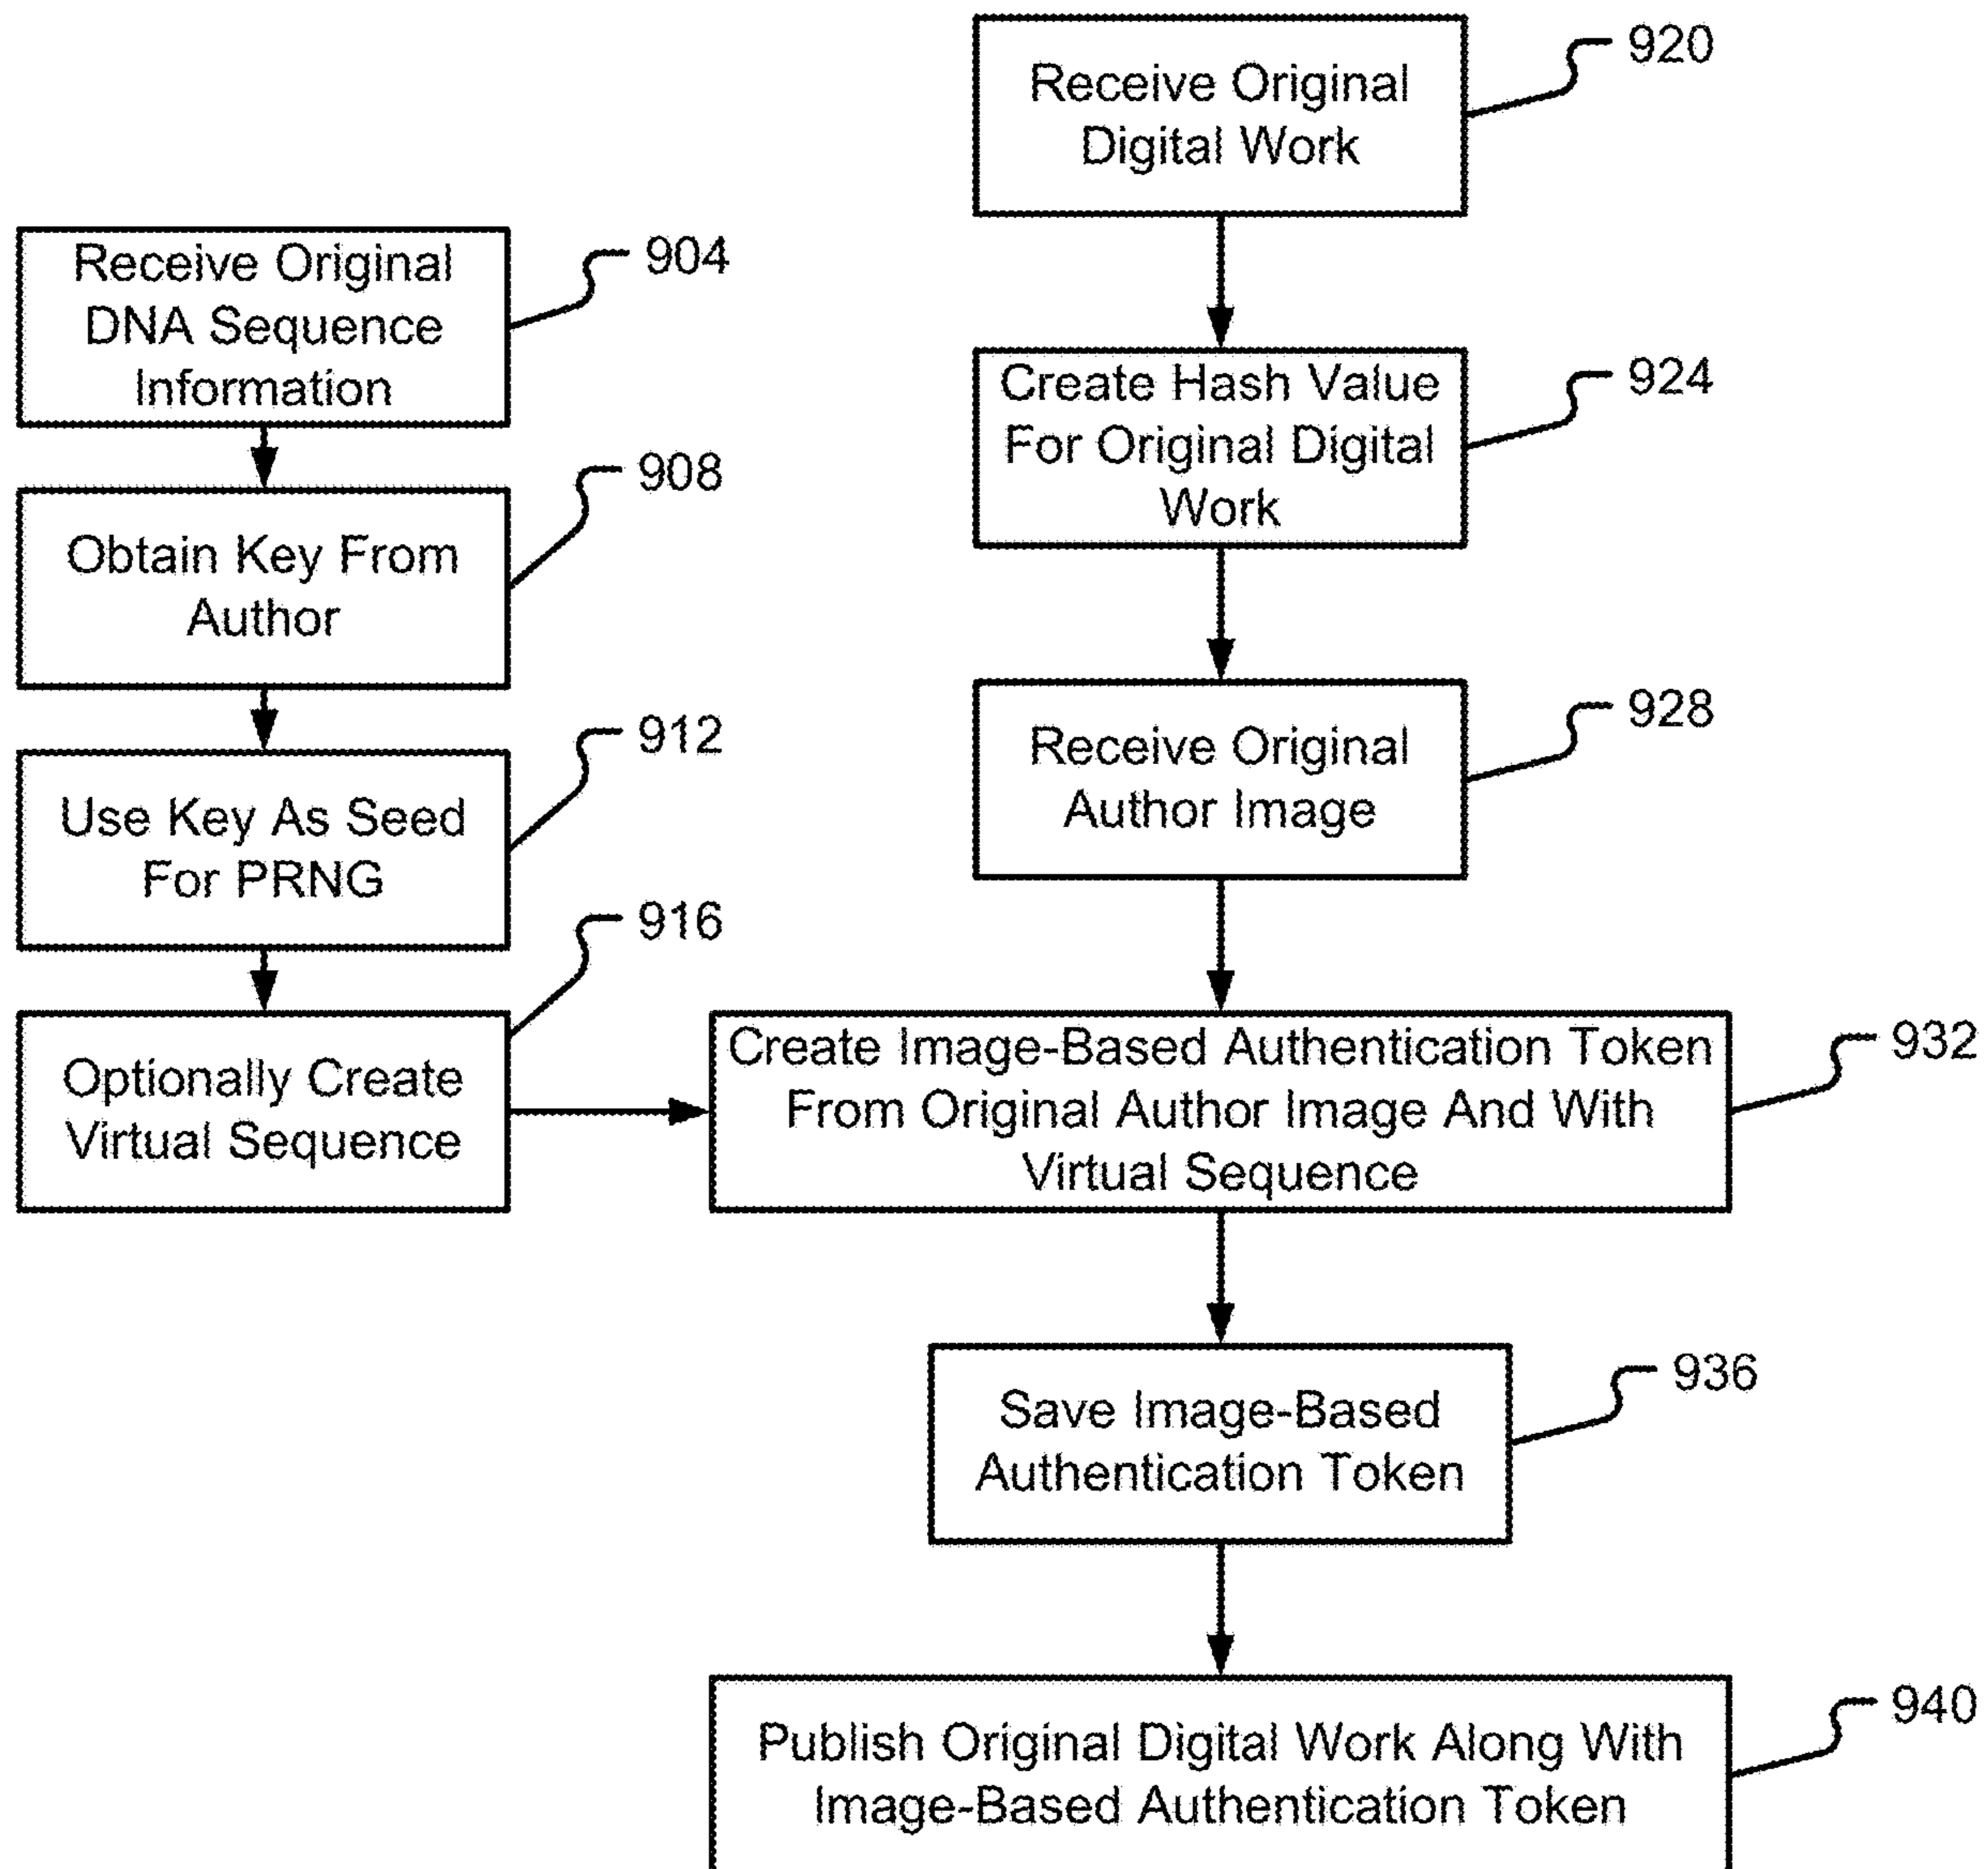 Receive Original
Digital Work
920
Receive Original
DNA Sequence
Information
904
Create Hash Value
For Original Digital
Work
924
Obtain Key From
Author
908
Receive Original
Author Image
928
Use Key As Seed
For PRNG
912
Optionally Create
Virtual Sequence
916
Create Image-Based Authentication Token
From Original Author Image And With
Virtual Sequence
932
Save Image-Based
Authentication Token
936
Publish Original Digital Work Along With
Image-Based Authentication Token
940